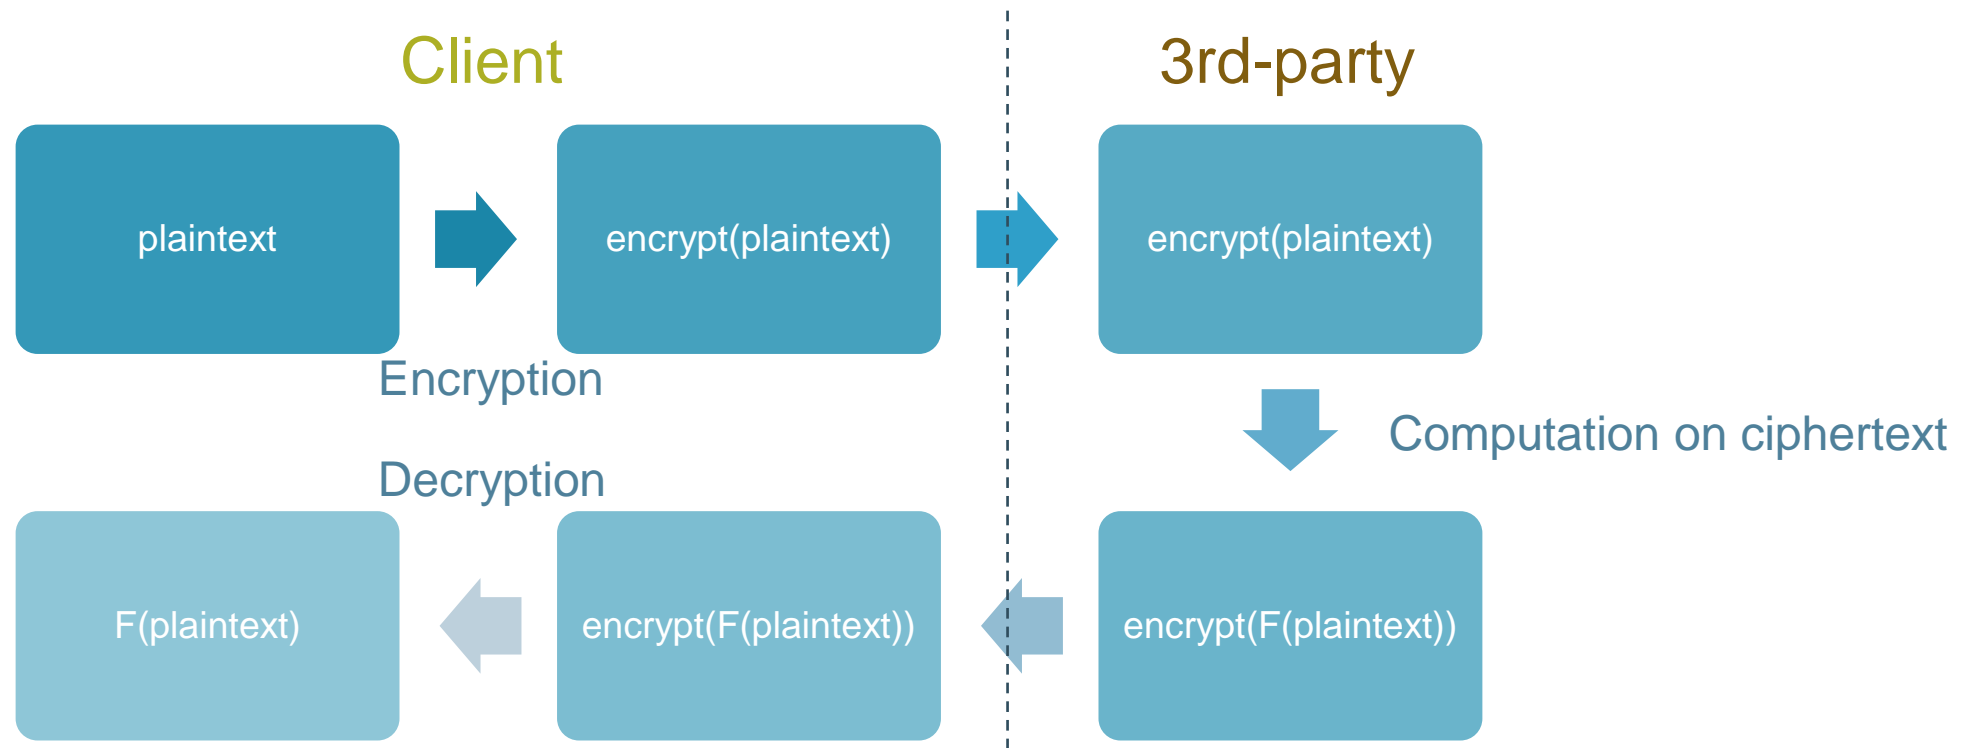 Client
3rd-party
plaintext
encrypt(plaintext)
encrypt(plaintext)
Encryption
Computation on ciphertext
Decryption
F(plaintext)
encrypt(F(plaintext))
encrypt(F(plaintext))